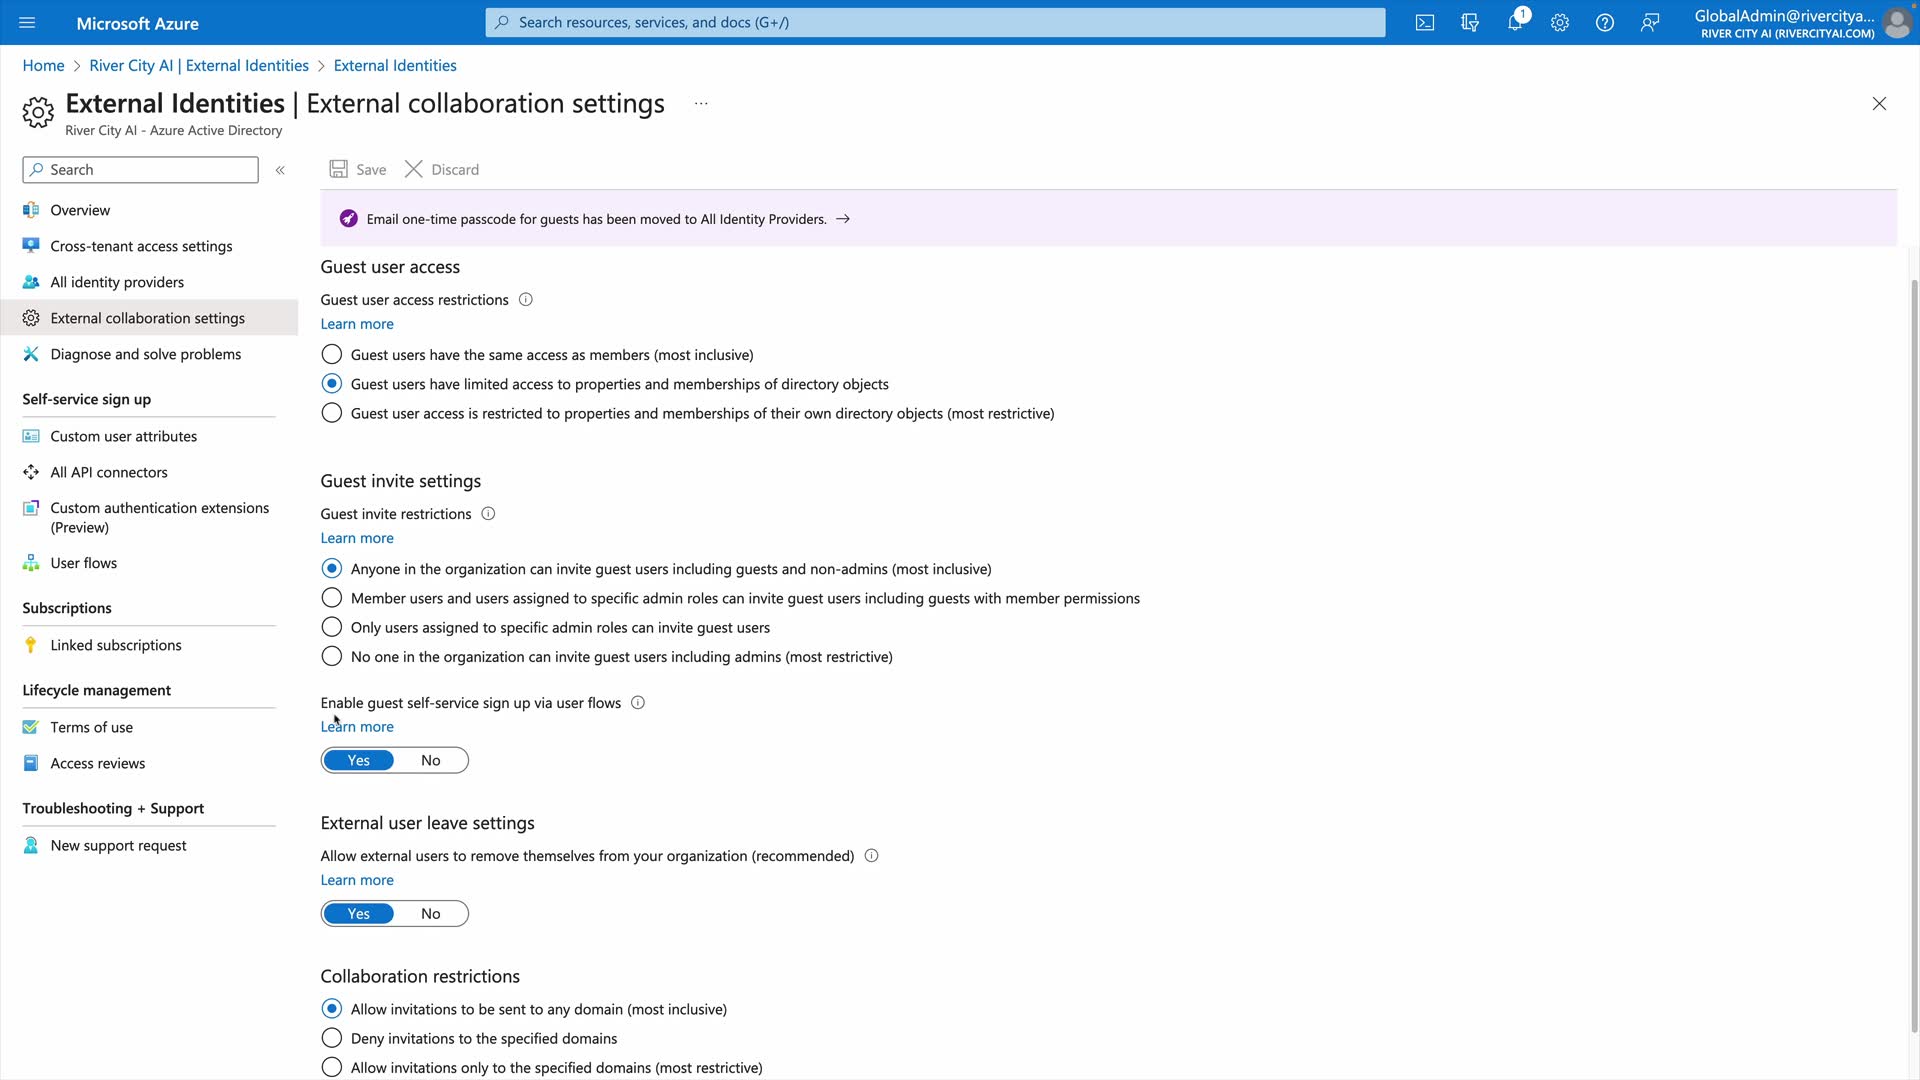 Microsoft Azure
Search resources, services, and docs (G+/)
1
GlobalAdmin@rivercitya...
RIVER CITY AI (RIVERCITYAI.COM)
Home > River City AI | External Identities > External Identities
External Identities | External collaboration settings ...
River City AI - Azure Active Directory
Search
«
Overview
Cross-tenant access settings
All identity providers
External collaboration settings
Diagnose and solve problems
Self-service sign up
Custom user attributes
All API connectors
Custom authentication extensions
(Preview)
User flows
Subscriptions
Linked subscriptions
Lifecycle management
Terms of use
Access reviews
Troubleshooting + Support
New support request
Save
Discard
Email one-time passcode for guests has been moved to All Identity Providers. →
Guest user access
Guest user access restrictions
Learn more
Guest users have the same access as members (most inclusive)
Guest users have limited access to properties and memberships of directory objects
Guest user access is restricted to properties and memberships of their own directory objects (most restrictive)
Guest invite settings
Guest invite restrictions
Learn more
Anyone in the organization can invite guest users including guests and non-admins (most inclusive)
Member users and users assigned to specific admin roles can invite guest users including guests with member permissions
Only users assigned to specific admin roles can invite guest users
No one in the organization can invite guest users including admins (most restrictive)
Enable guest self-service sign up via user flows
Learn more
Yes No
External user leave settings
Allow external users to remove themselves from your organization (recommended)
Learn more
Yes No
Collaboration restrictions
Allow invitations to be sent to any domain (most inclusive)
Deny invitations to the specified domains
Allow invitations only to the specified domains (most restrictive)